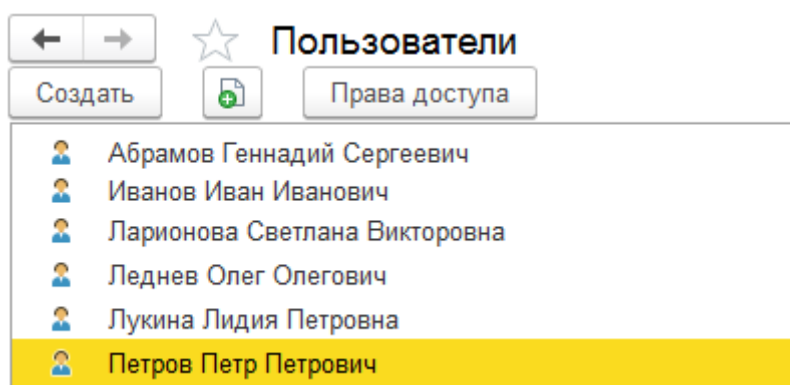 Пользователи
Создать Права доступа
Абрамов Геннадий Сергеевич
Иванов Иван Иванович
Ларионова Светлана Викторовна
Леднев Олег Олегович
Лукина Лидия Петровна
Петров Петр Петрович